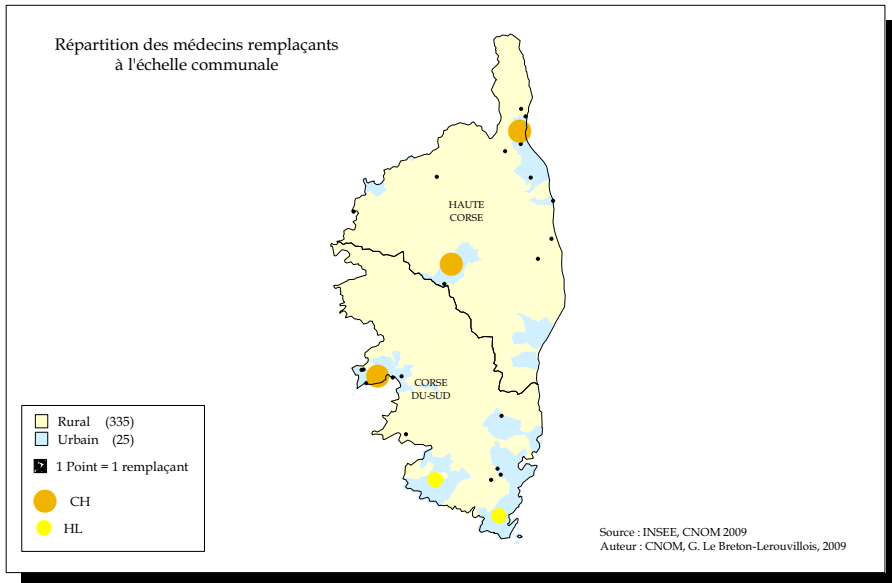 Répartition des médecins remplaçants
à l'échelle communale
HAUTE
CORSE
CORSE
DU-SUD
Rural (335)
Urbain (25)
1 Point = 1 remplaçant
CH
HL
Source : INSEE, CNOM 2009
Auteur : CNOM, G. Le Breton-Lerouvillois, 2009